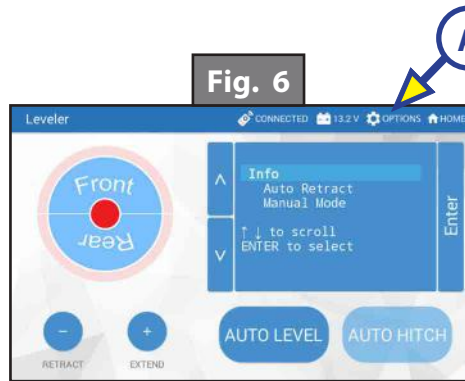 Fig. 6
A
Leveler CONNECTED 13.2 V OPTIONS HOME
Front
Rear
^
v
Info
Auto Retract
Manual Mode
↑ ↓ to scroll
ENTER to select
Enter
−
+
RETRACT
EXTEND
AUTO LEVEL
AUTO HITCH